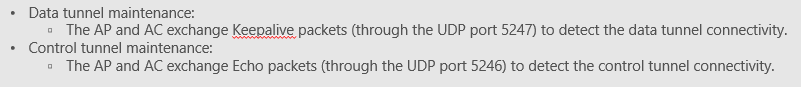 • Data tunnel maintenance:
▫ The AP and AC exchange Keepalive packets (through the UDP port 5247) to detect the data tunnel connectivity.
• Control tunnel maintenance:
▫ The AP and AC exchange Echo packets (through the UDP port 5246) to detect the control tunnel connectivity.